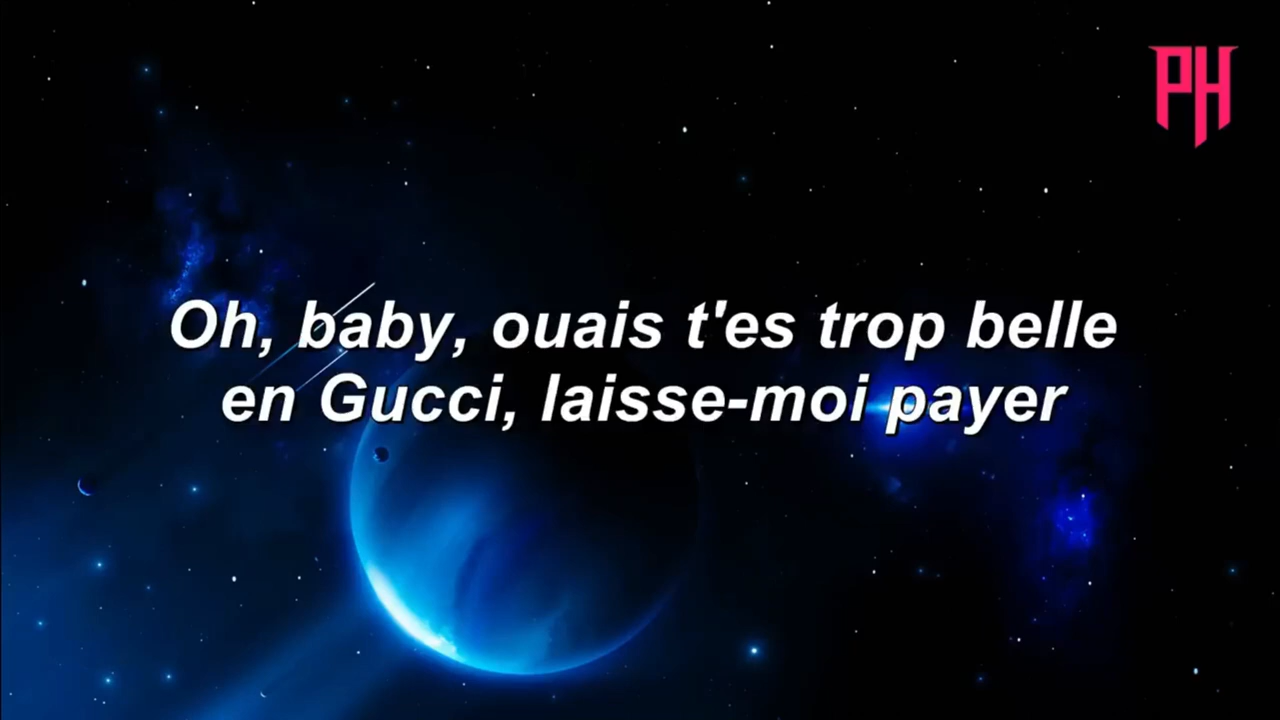 PH
Oh, baby, ouais t'es trop belle
en Gucci, laisse-moi payer